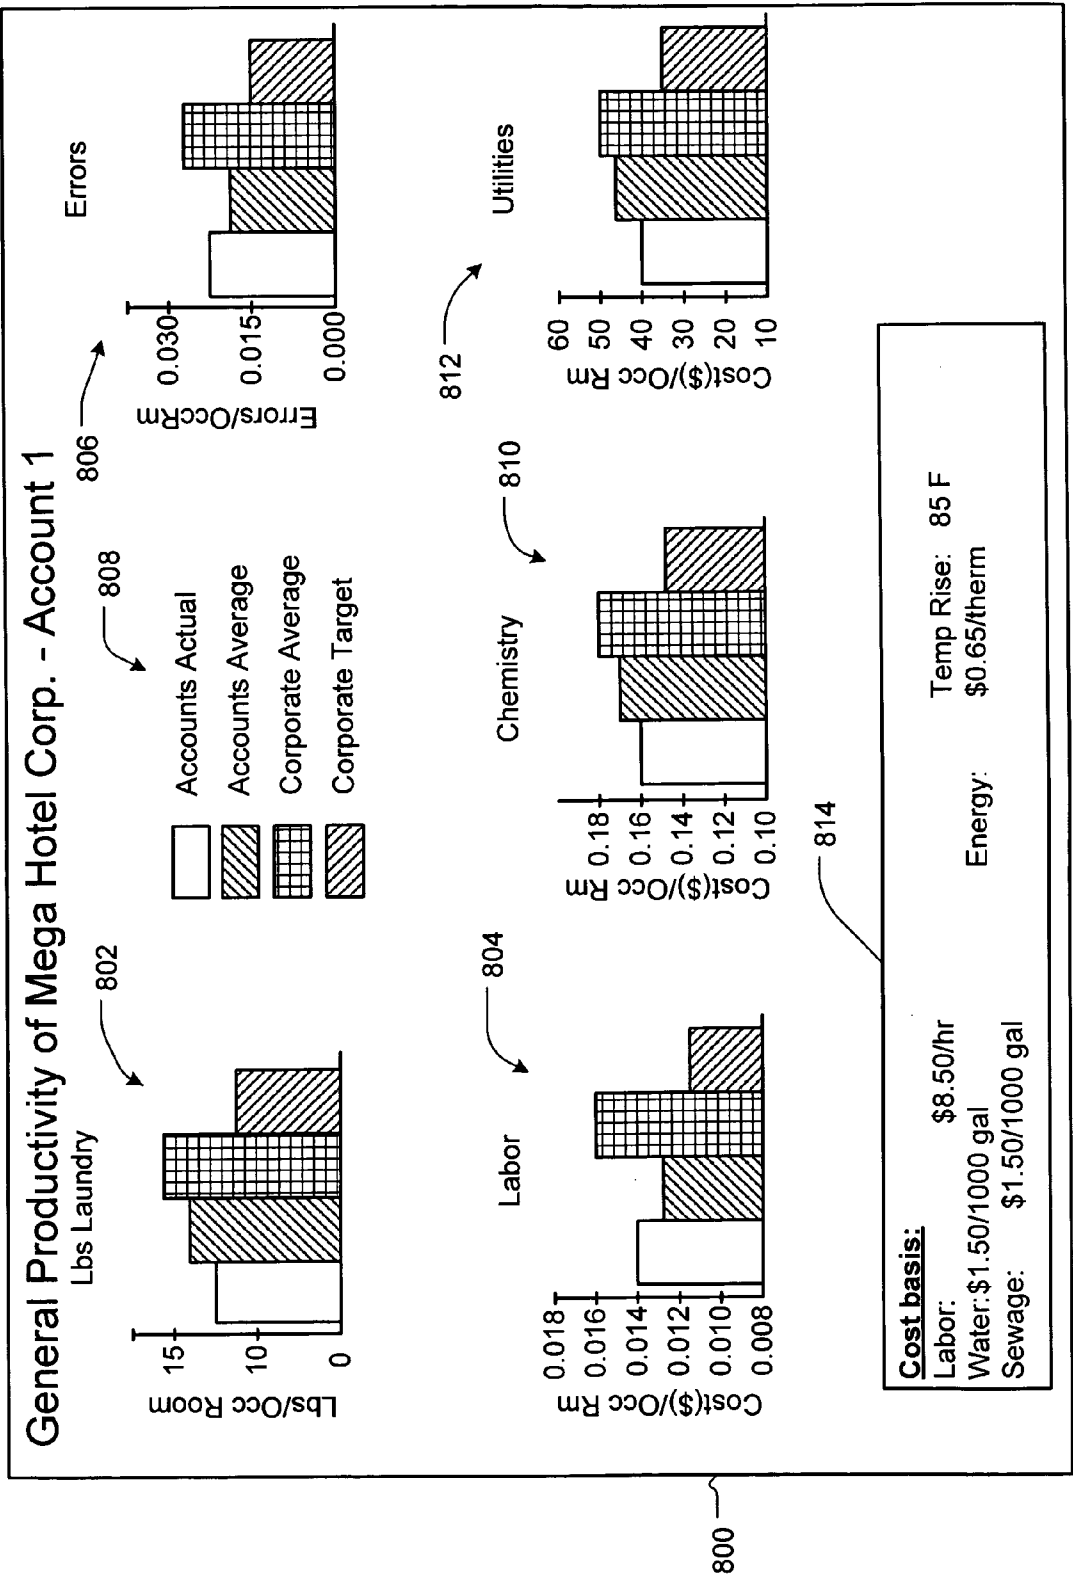 General Productivity of Mega Hotel Corp. - Account 1
Lbs Laundry
802
Lbs/Occ Room
15
10
0
808
Accounts Actual
Accounts Average
Corporate Average
Corporate Target
806
Errors
Errors/OccRm
0.030
0.015
0.000
804
Labor
Cost($)/Occ Rm
0.018
0.016
0.014
0.012
0.010
0.008
810
Chemistry
Cost($)/Occ Rm
0.18
0.16
0.14
0.12
0.10
812
Utilities
Cost($)/Occ Rm
60
50
40
30
20
10
814
Cost basis:
Labor: $8.50/hr Temp Rise: 85 F
Water:$1.50/1000 gal Energy: $0.65/therm
Sewage: $1.50/1000 gal
800